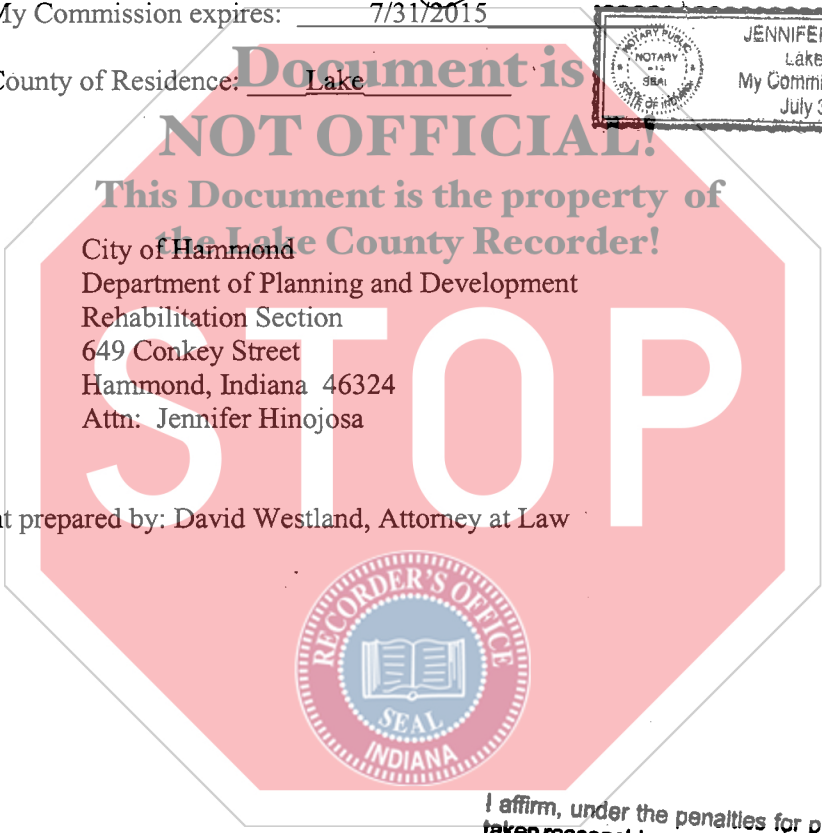 My Commission expires: 7/31/2015
JENNIFER
Lake
My Commi
July 3
NOTARY PUBLIC
NOTARY
SEAL
STATE OF INDIANA
County of Residence: Lake
Document is
NOT OFFICIAL!
This Document is the property of
the Lake County Recorder!
City of Hammond
Department of Planning and Development
Rehabilitation Section
649 Conkey Street
Hammond, Indiana 46324
Attn: Jennifer Hinojosa
STOP
nt prepared by: David Westland, Attorney at Law
RECORDER'S OFFICE
SEAL
INDIANA
I affirm, under the penalties for p
taken